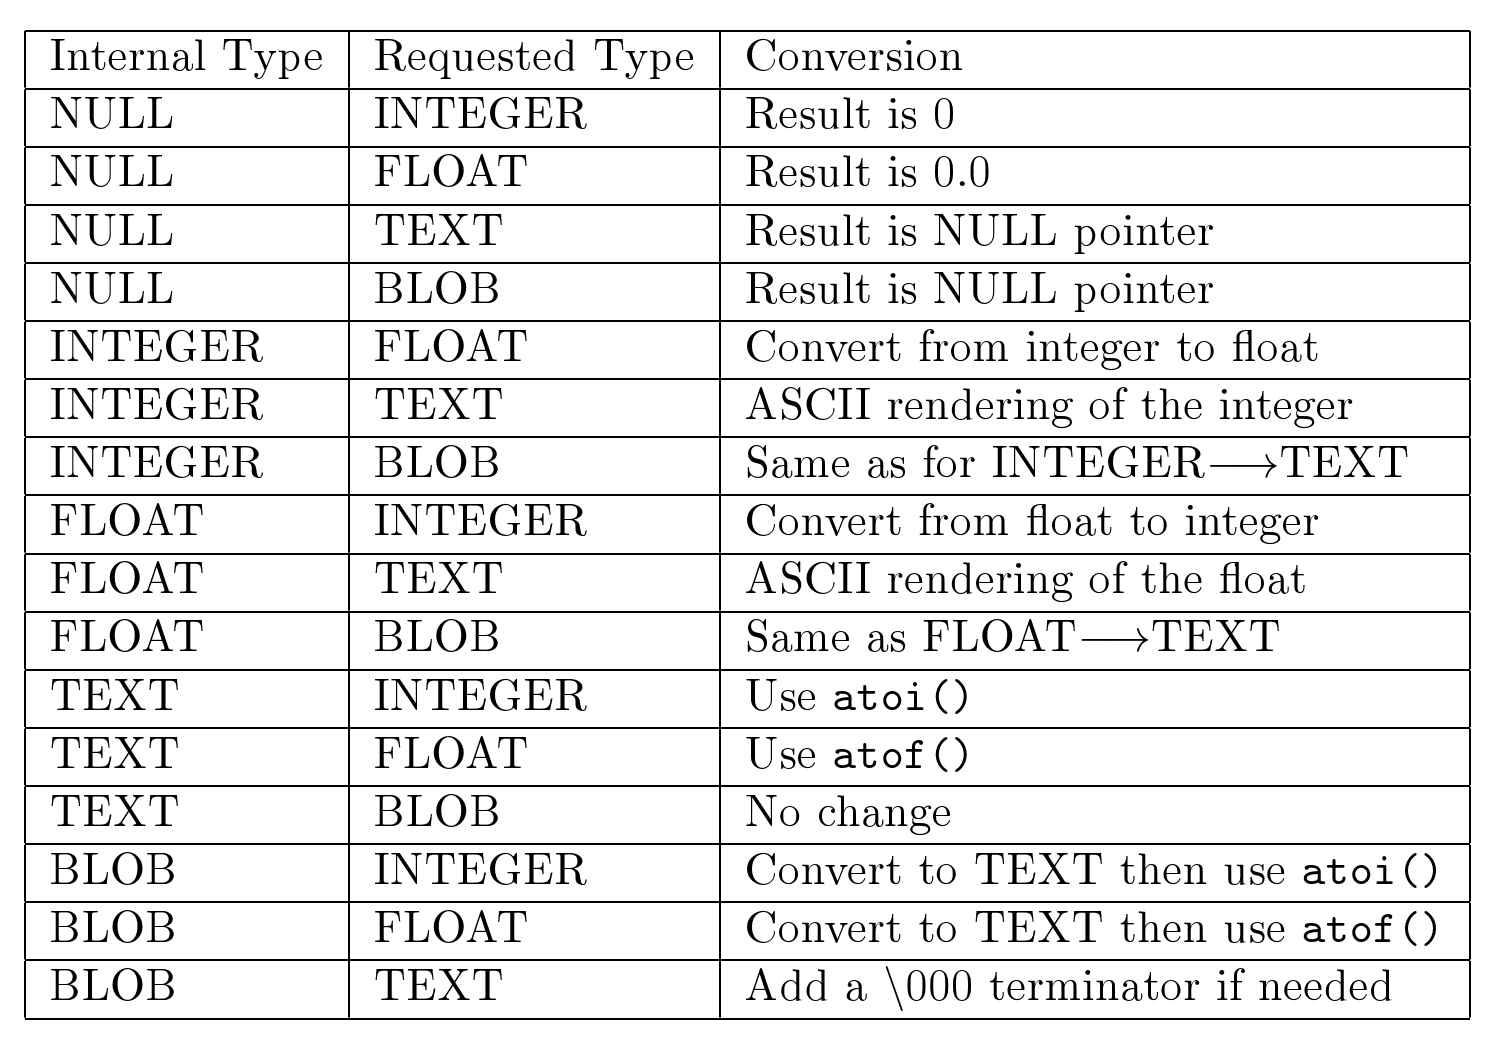 Internal Type Requested Type Conversion
NULL INTEGER Result is 0
NULL FLOAT Result is 0.0
NULL TEXT Result is NULL pointer
NULL BLOB Result is NULL pointer
INTEGER FLOAT Convert from integer to float
INTEGER TEXT ASCII rendering of the integer
INTEGER BLOB Same as for INTEGER⟶TEXT
FLOAT INTEGER Convert from float to integer
FLOAT TEXT ASCII rendering of the float
FLOAT BLOB Same as FLOAT⟶TEXT
TEXT INTEGER Use atoi()
TEXT FLOAT Use atof()
TEXT BLOB No change
BLOB INTEGER Convert to TEXT then use atoi()
BLOB FLOAT Convert to TEXT then use atof()
BLOB TEXT Add a \000 terminator if needed